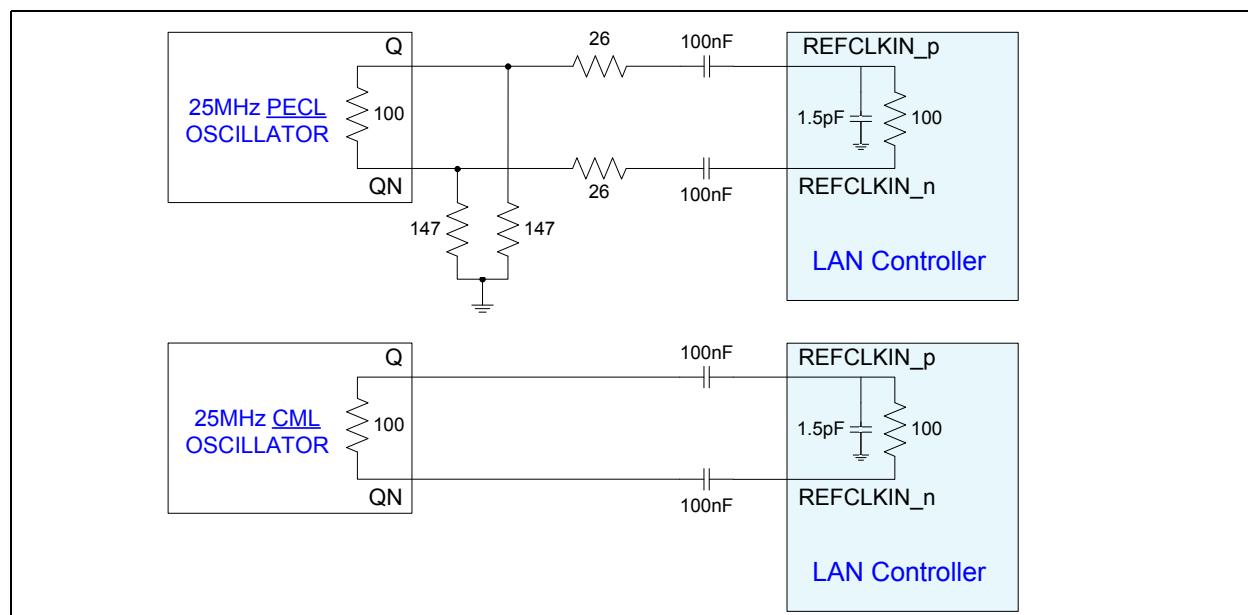 Q
26
100nF
REFCLKIN_p
25MHz PECL
OSCILLATOR
100
1.5pF
100
QN
26
100nF
REFCLKIN_n
147
147
LAN Controller
Q
100nF
REFCLKIN_p
25MHz CML
OSCILLATOR
100
1.5pF
100
QN
100nF
REFCLKIN_n
LAN Controller